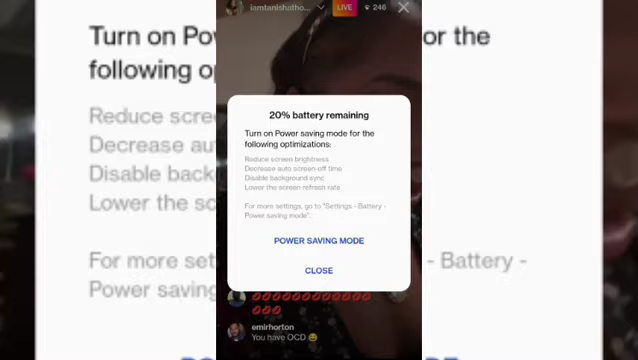 iamtanishatho...
LIVE
246
20% battery remaining
Turn on Power saving mode for the
following optimizations:
Reduce screen brightness
Decrease auto screen-off time
Disable background sync
Lower the screen refresh rate
For more settings, go to "Settings - Battery -
Power saving mode".
POWER SAVING MODE
CLOSE
💋💋💋💋💋💋💋💋💋💋💋
💋💋💋
emirhorton
You have OCD 😂
Turn on Pow
or the
following op
Reduce scree
Decrease aut
Disable back
Lower the sc
For more set
- Battery -
Power saving